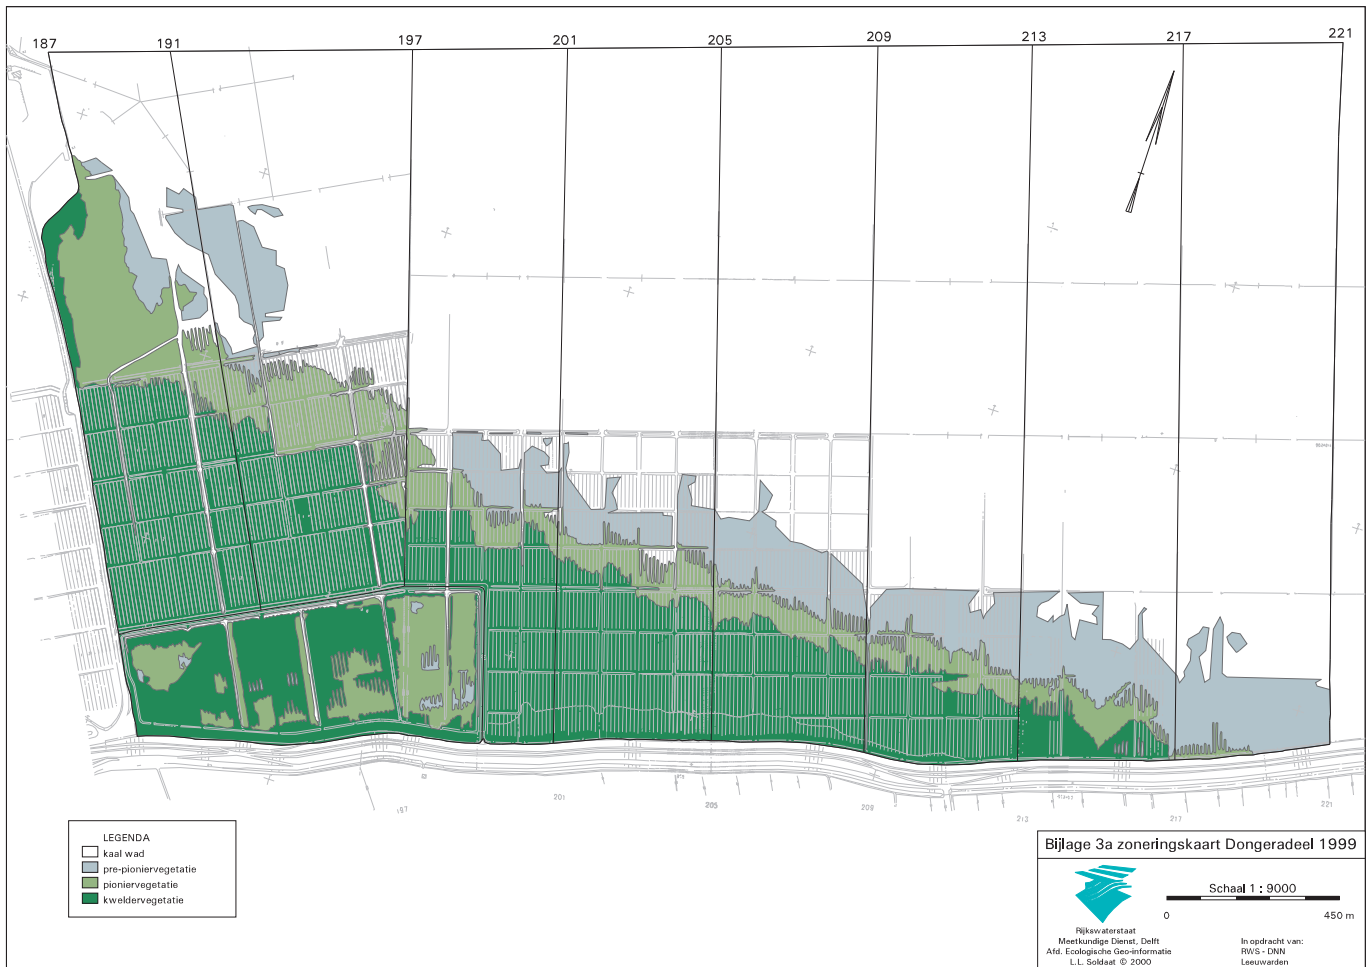 187 191 197 201 205 209 213 217 221
197 201 205 209 213 217 221
LEGENDA
kaal wad
pre-pioniervegetatie
pioniervegetatie
kweldervegetatie
Bijlage 3a zoneringskaart Dongeradeel 1999
Schaal 1 : 9000
0 450 m
Rijkswaterstaat
Meetkundige Dienst, Delft
Afd. Ecologische Geo-informatie
L.L. Soldaat © 2000
In opdracht van:
RWS - DNN
Leeuwarden